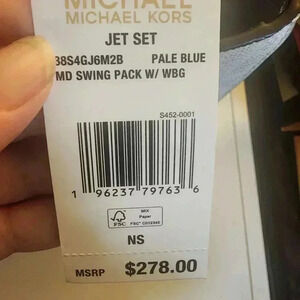 MICHAEL
MICHAEL KORS
JET SET
38S4GJ6M2B PALE BLUE
MD SWING PACK W/ WBG
S452-0001
1 96237 79763 6
FSC
MIX
Paper
NS
MSRP $278.00